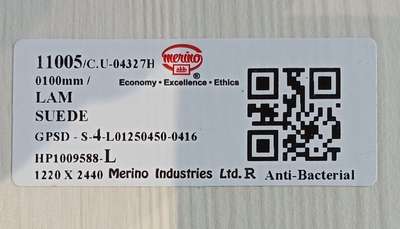 11005/C.U-04327H
merino
®
0100mm /
Economy • Excellence • Ethics
LAM
SUEDE
GPSD - S-4-L01250450-0416
HP1009588-L
1220 X 2440 Merino Industries Ltd. R Anti-Bacterial